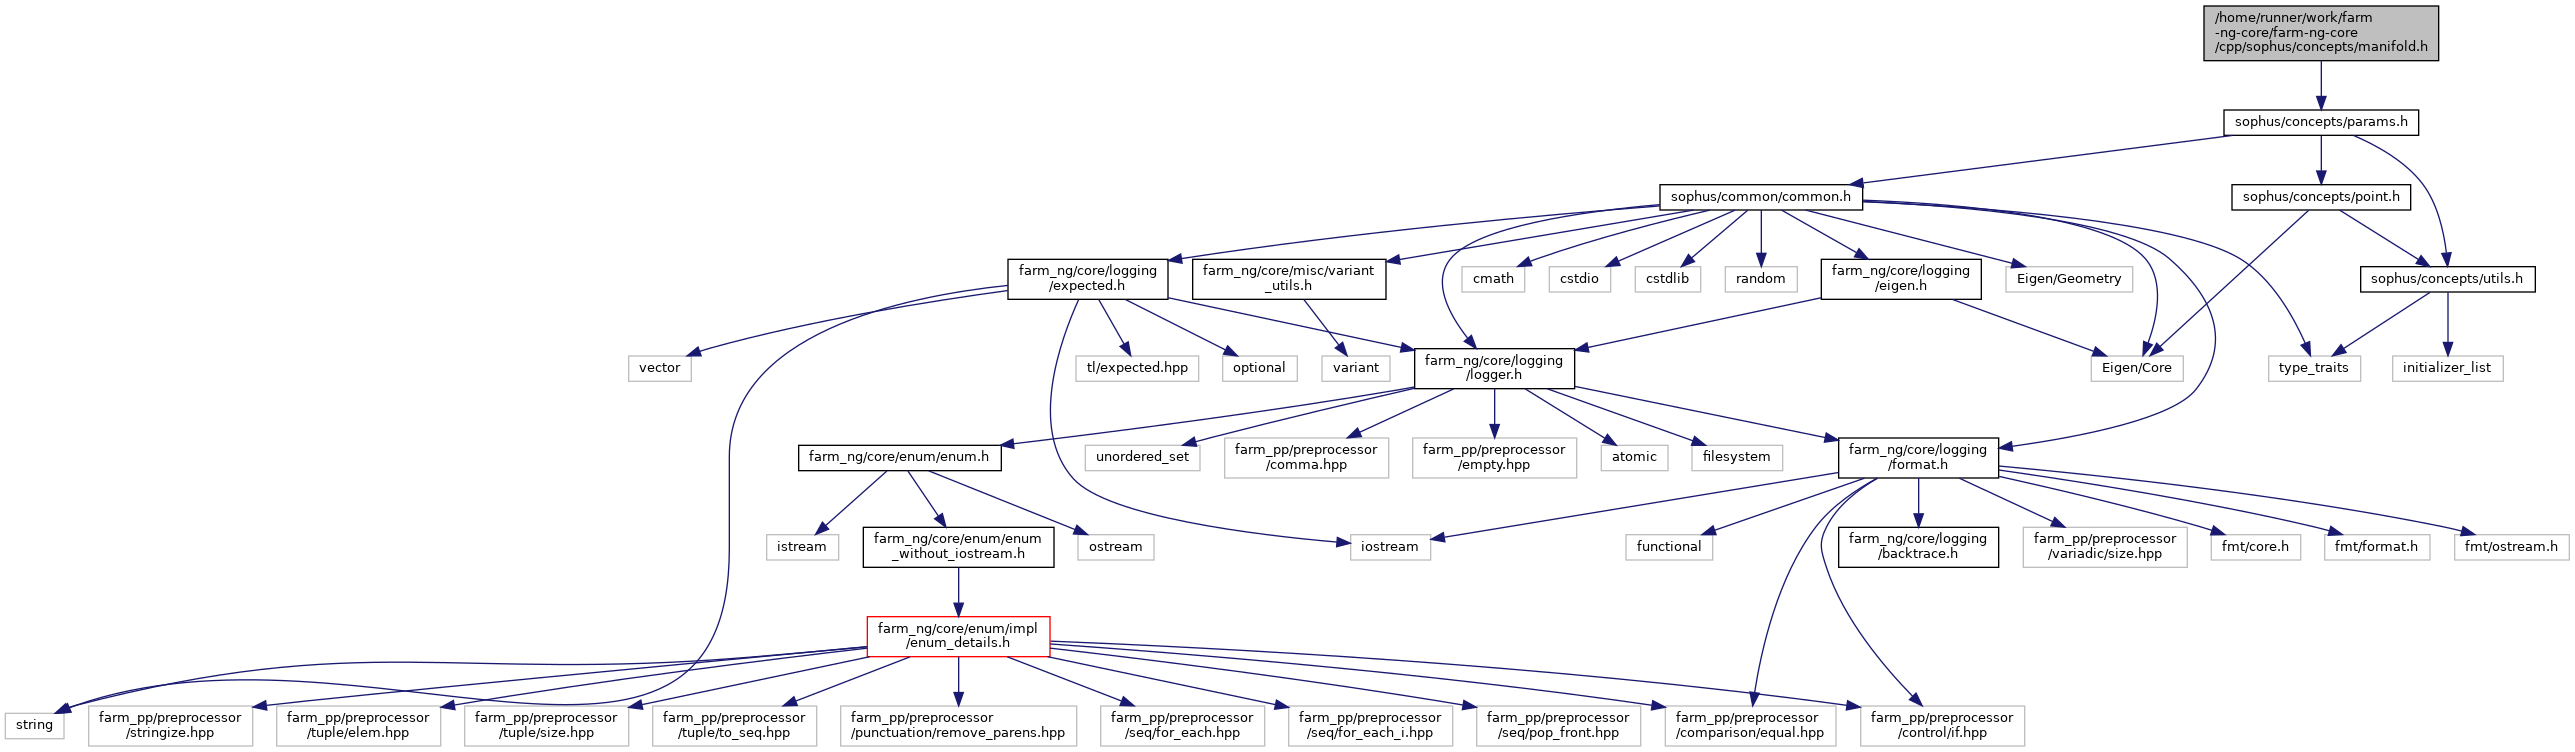 /home/runner/work/farm
-ng-core/farm-ng-core
/cpp/sophus/concepts/manifold.h
sophus/concepts/params.h
sophus/common/common.h
sophus/concepts/point.h
farm_ng/core/logging
/expected.h
farm_ng/core/misc/variant
_utils.h
cmath
cstdio
cstdlib
random
farm_ng/core/logging
/eigen.h
Eigen/Geometry
sophus/concepts/utils.h
vector
tl/expected.hpp
optional
variant
farm_ng/core/logging
/logger.h
Eigen/Core
type_traits
initializer_list
farm_ng/core/enum/enum.h
unordered_set
farm_pp/preprocessor
/comma.hpp
farm_pp/preprocessor
/empty.hpp
atomic
filesystem
farm_ng/core/logging
/format.h
istream
farm_ng/core/enum/enum
_without_iostream.h
ostream
iostream
functional
farm_ng/core/logging
/backtrace.h
farm_pp/preprocessor
/variadic/size.hpp
fmt/core.h
fmt/format.h
fmt/ostream.h
farm_ng/core/enum/impl
/enum_details.h
string
farm_pp/preprocessor
/stringize.hpp
farm_pp/preprocessor
/tuple/elem.hpp
farm_pp/preprocessor
/tuple/size.hpp
farm_pp/preprocessor
/tuple/to_seq.hpp
farm_pp/preprocessor
/punctuation/remove_parens.hpp
farm_pp/preprocessor
/seq/for_each.hpp
farm_pp/preprocessor
/seq/for_each_i.hpp
farm_pp/preprocessor
/seq/pop_front.hpp
farm_pp/preprocessor
/comparison/equal.hpp
farm_pp/preprocessor
/control/if.hpp